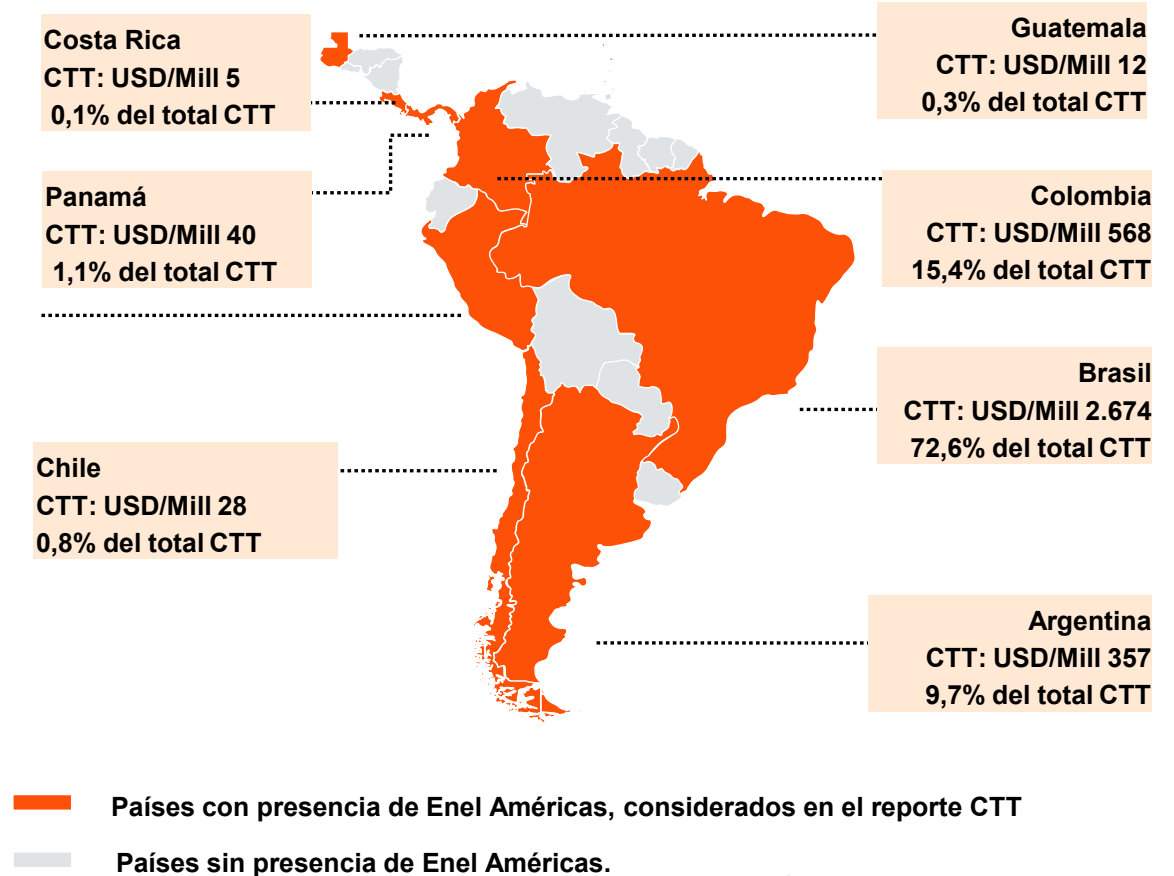 Costa Rica
CTT: USD/Mill 5
0,1% del total CTT
Guatemala
CTT: USD/Mill 12
0,3% del total CTT
Panamá
CTT: USD/Mill 40
1,1% del total CTT
Colombia
CTT: USD/Mill 568
15,4% del total CTT
Brasil
CTT: USD/Mill 2.674
72,6% del total CTT
Chile
CTT: USD/Mill 28
0,8% del total CTT
Argentina
CTT: USD/Mill 357
9,7% del total CTT
Países con presencia de Enel Américas, considerados en el reporte CTT
Países sin presencia de Enel Américas.